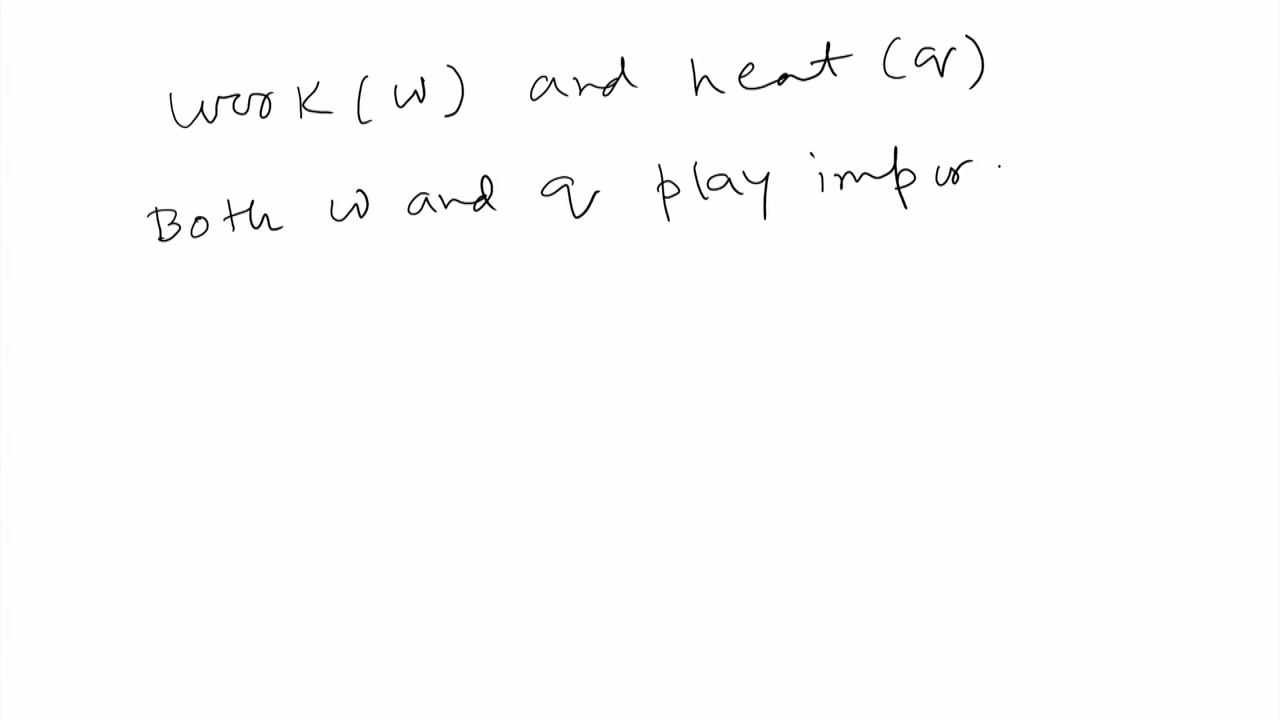 work (w) and heat (q)
Both w and q play impor